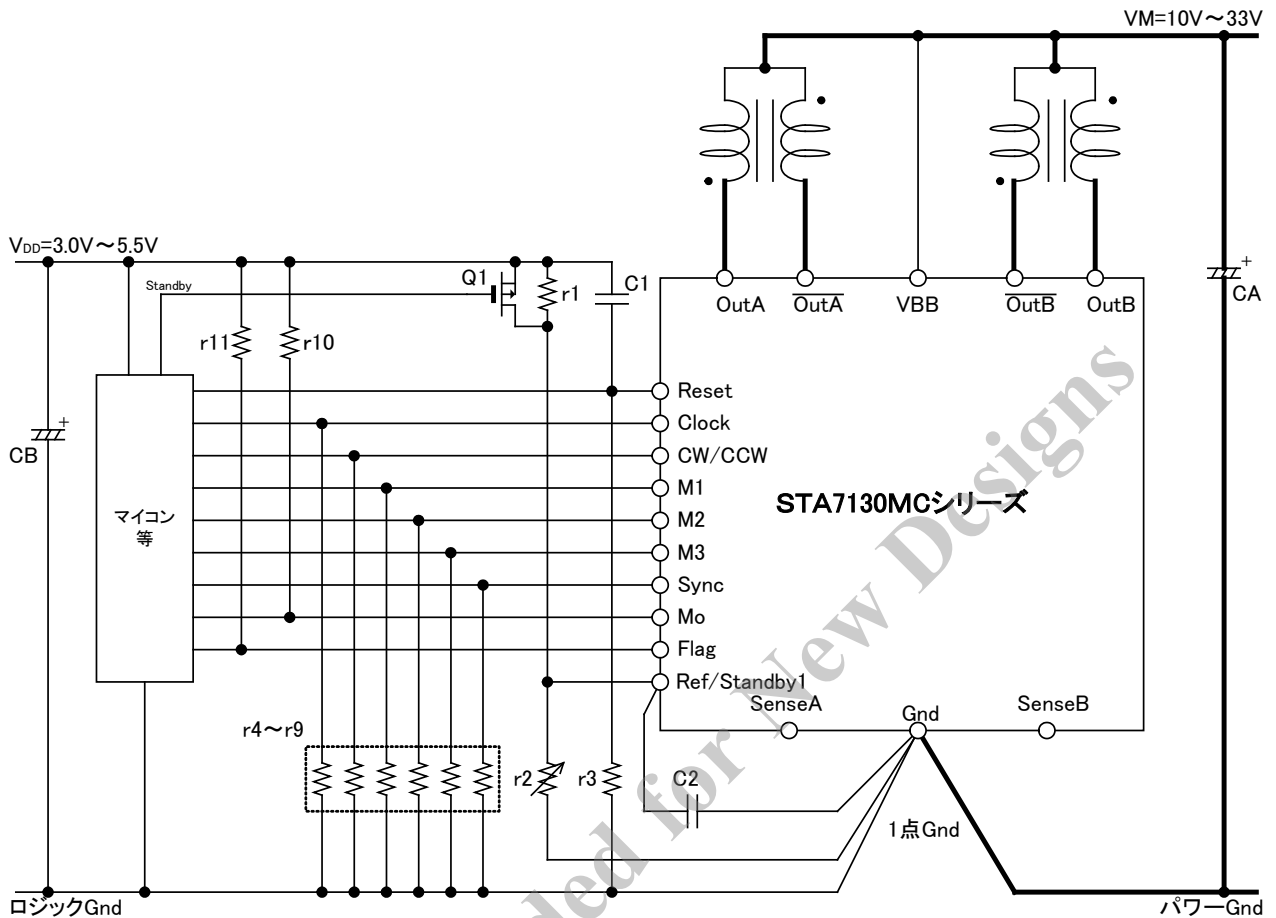 VM=10V～33V
VDD=3.0V～5.5V
Standby
Q1
r1
C1
OutA
OutA
VBB
OutB
OutB
CA
+
r11
r10
CB
+
マイコン
等
Reset
Clock
CW/CCW
M1
M2
M3
Sync
Mo
Flag
Ref/Standby1
STA7130MCシリーズ
SenseA
Gnd
SenseB
r4～r9
r2
r3
C2
1点Gnd
ロジックGnd
パワーGnd
ded for New Designs